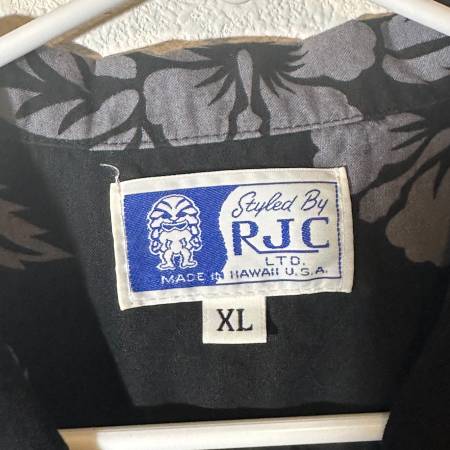 Styled By
RJC
LTD.
MADE IN HAWAII U.S.A.
XL